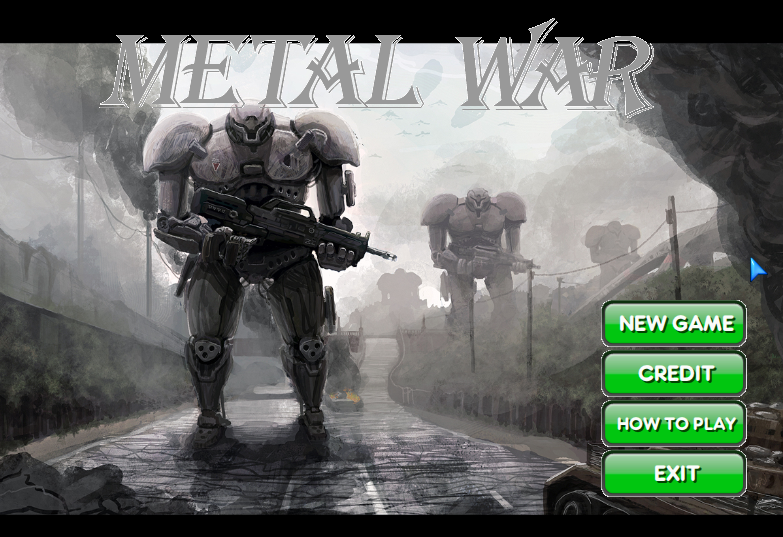 METAL WAR
NEW GAME
CREDIT
HOW TO PLAY
EXIT